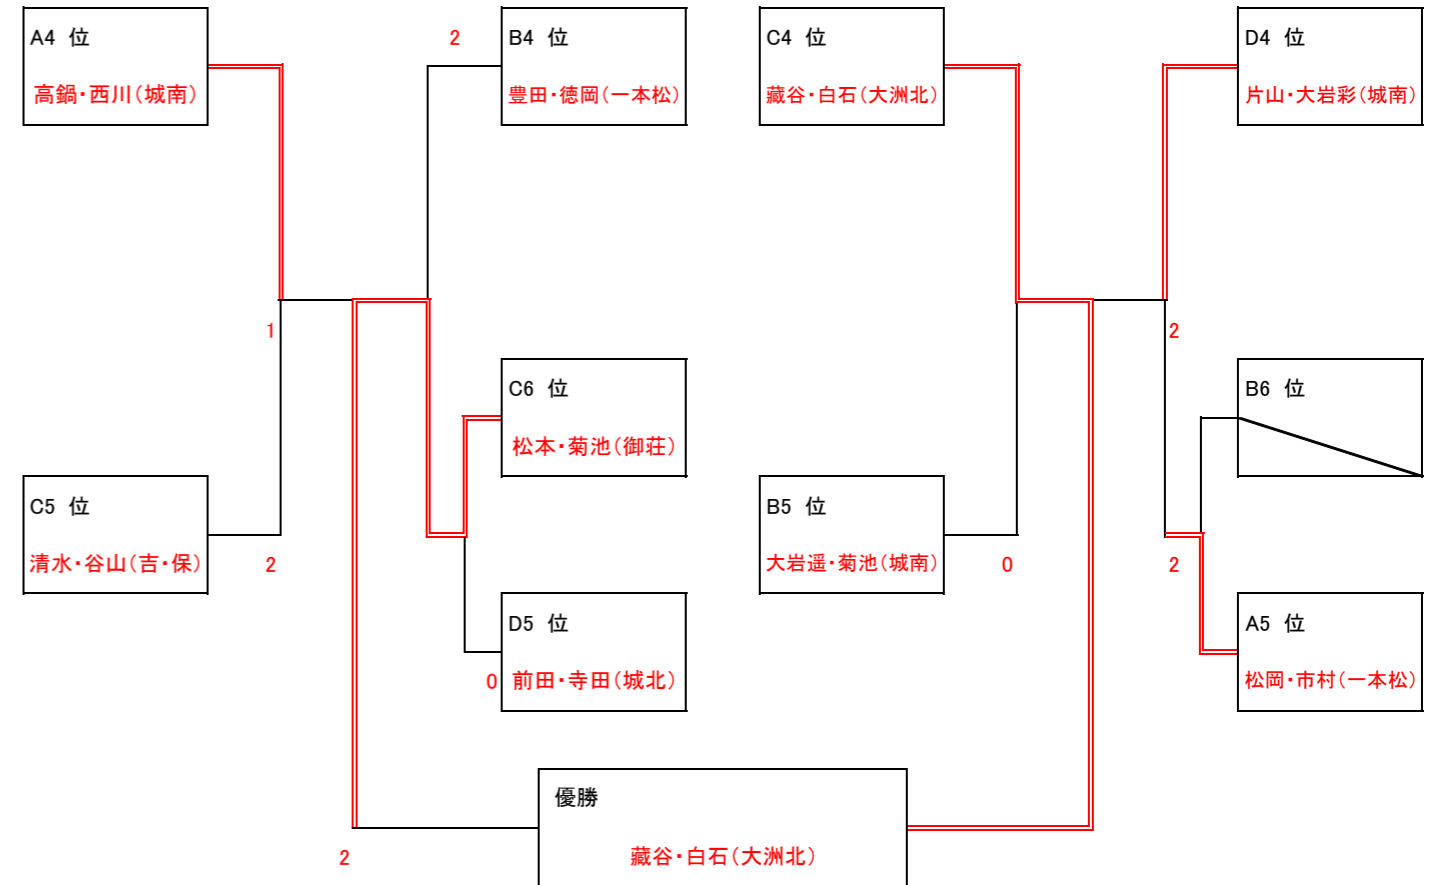 A4 位
高鍋・西川(城南)
2
B4 位
豊田・徳岡(一本松)
C4 位
藏谷・白石(大洲北)
D4 位
片山・大岩彩(城南)
1
2
C6 位
松本・菊池(御荘)
B6 位
C5 位
清水・谷山(吉・保)
2
B5 位
大岩遥・菊池(城南)
0
2
D5 位
前田・寺田(城北)
0
A5 位
松岡・市村(一本松)
優勝
藏谷・白石(大洲北)
2